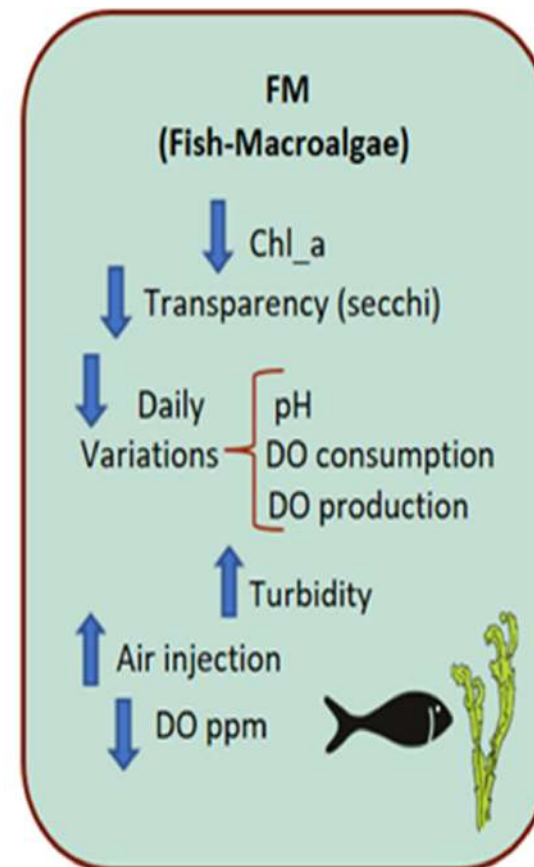 FM
(Fish-Macroalgae)
Chl_a
Transparency (secchi)
Daily
Variations
pH
DO consumption
DO production
Turbidity
Air injection
DO ppm